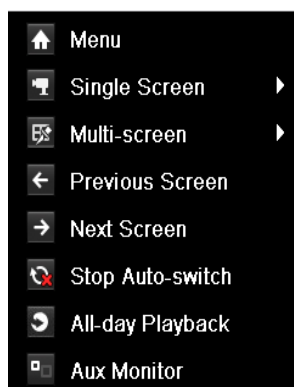 Menu
Single Screen
Multi-screen
Previous Screen
Next Screen
Stop Auto-switch
All-day Playback
Aux Monitor